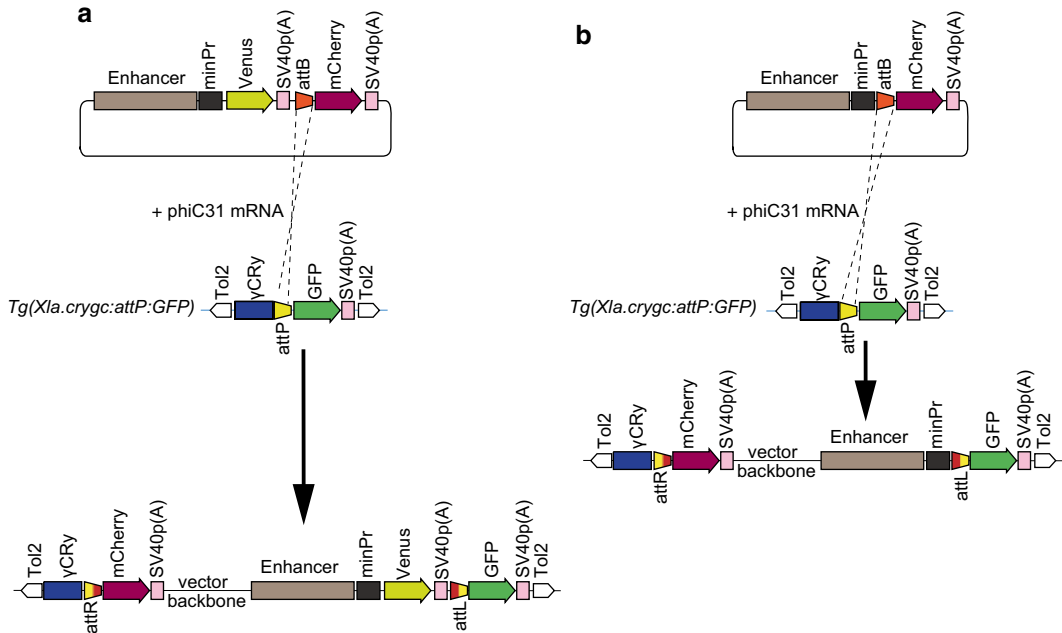 a
Enhancer
minPr
Venus
SV40p(A)
attB
mCherry
SV40p(A)
+ phiC31 mRNA
Tg(Xla.crygc:attP:GFP)
Tol2
γCRy
attP
GFP
SV40p(A)
Tol2
Tol2
γCRy
attR
mCherry
SV40p(A)
vector
backbone
Enhancer
minPr
Venus
SV40p(A)
attL
GFP
SV40p(A)
Tol2
b
Enhancer
minPr
attB
mCherry
SV40p(A)
+ phiC31 mRNA
Tg(Xla.crygc:attP:GFP)
Tol2
γCRy
attP
GFP
SV40p(A)
Tol2
Tol2
γCRy
attR
mCherry
SV40p(A)
vector
backbone
Enhancer
minPr
attL
GFP
SV40p(A)
Tol2